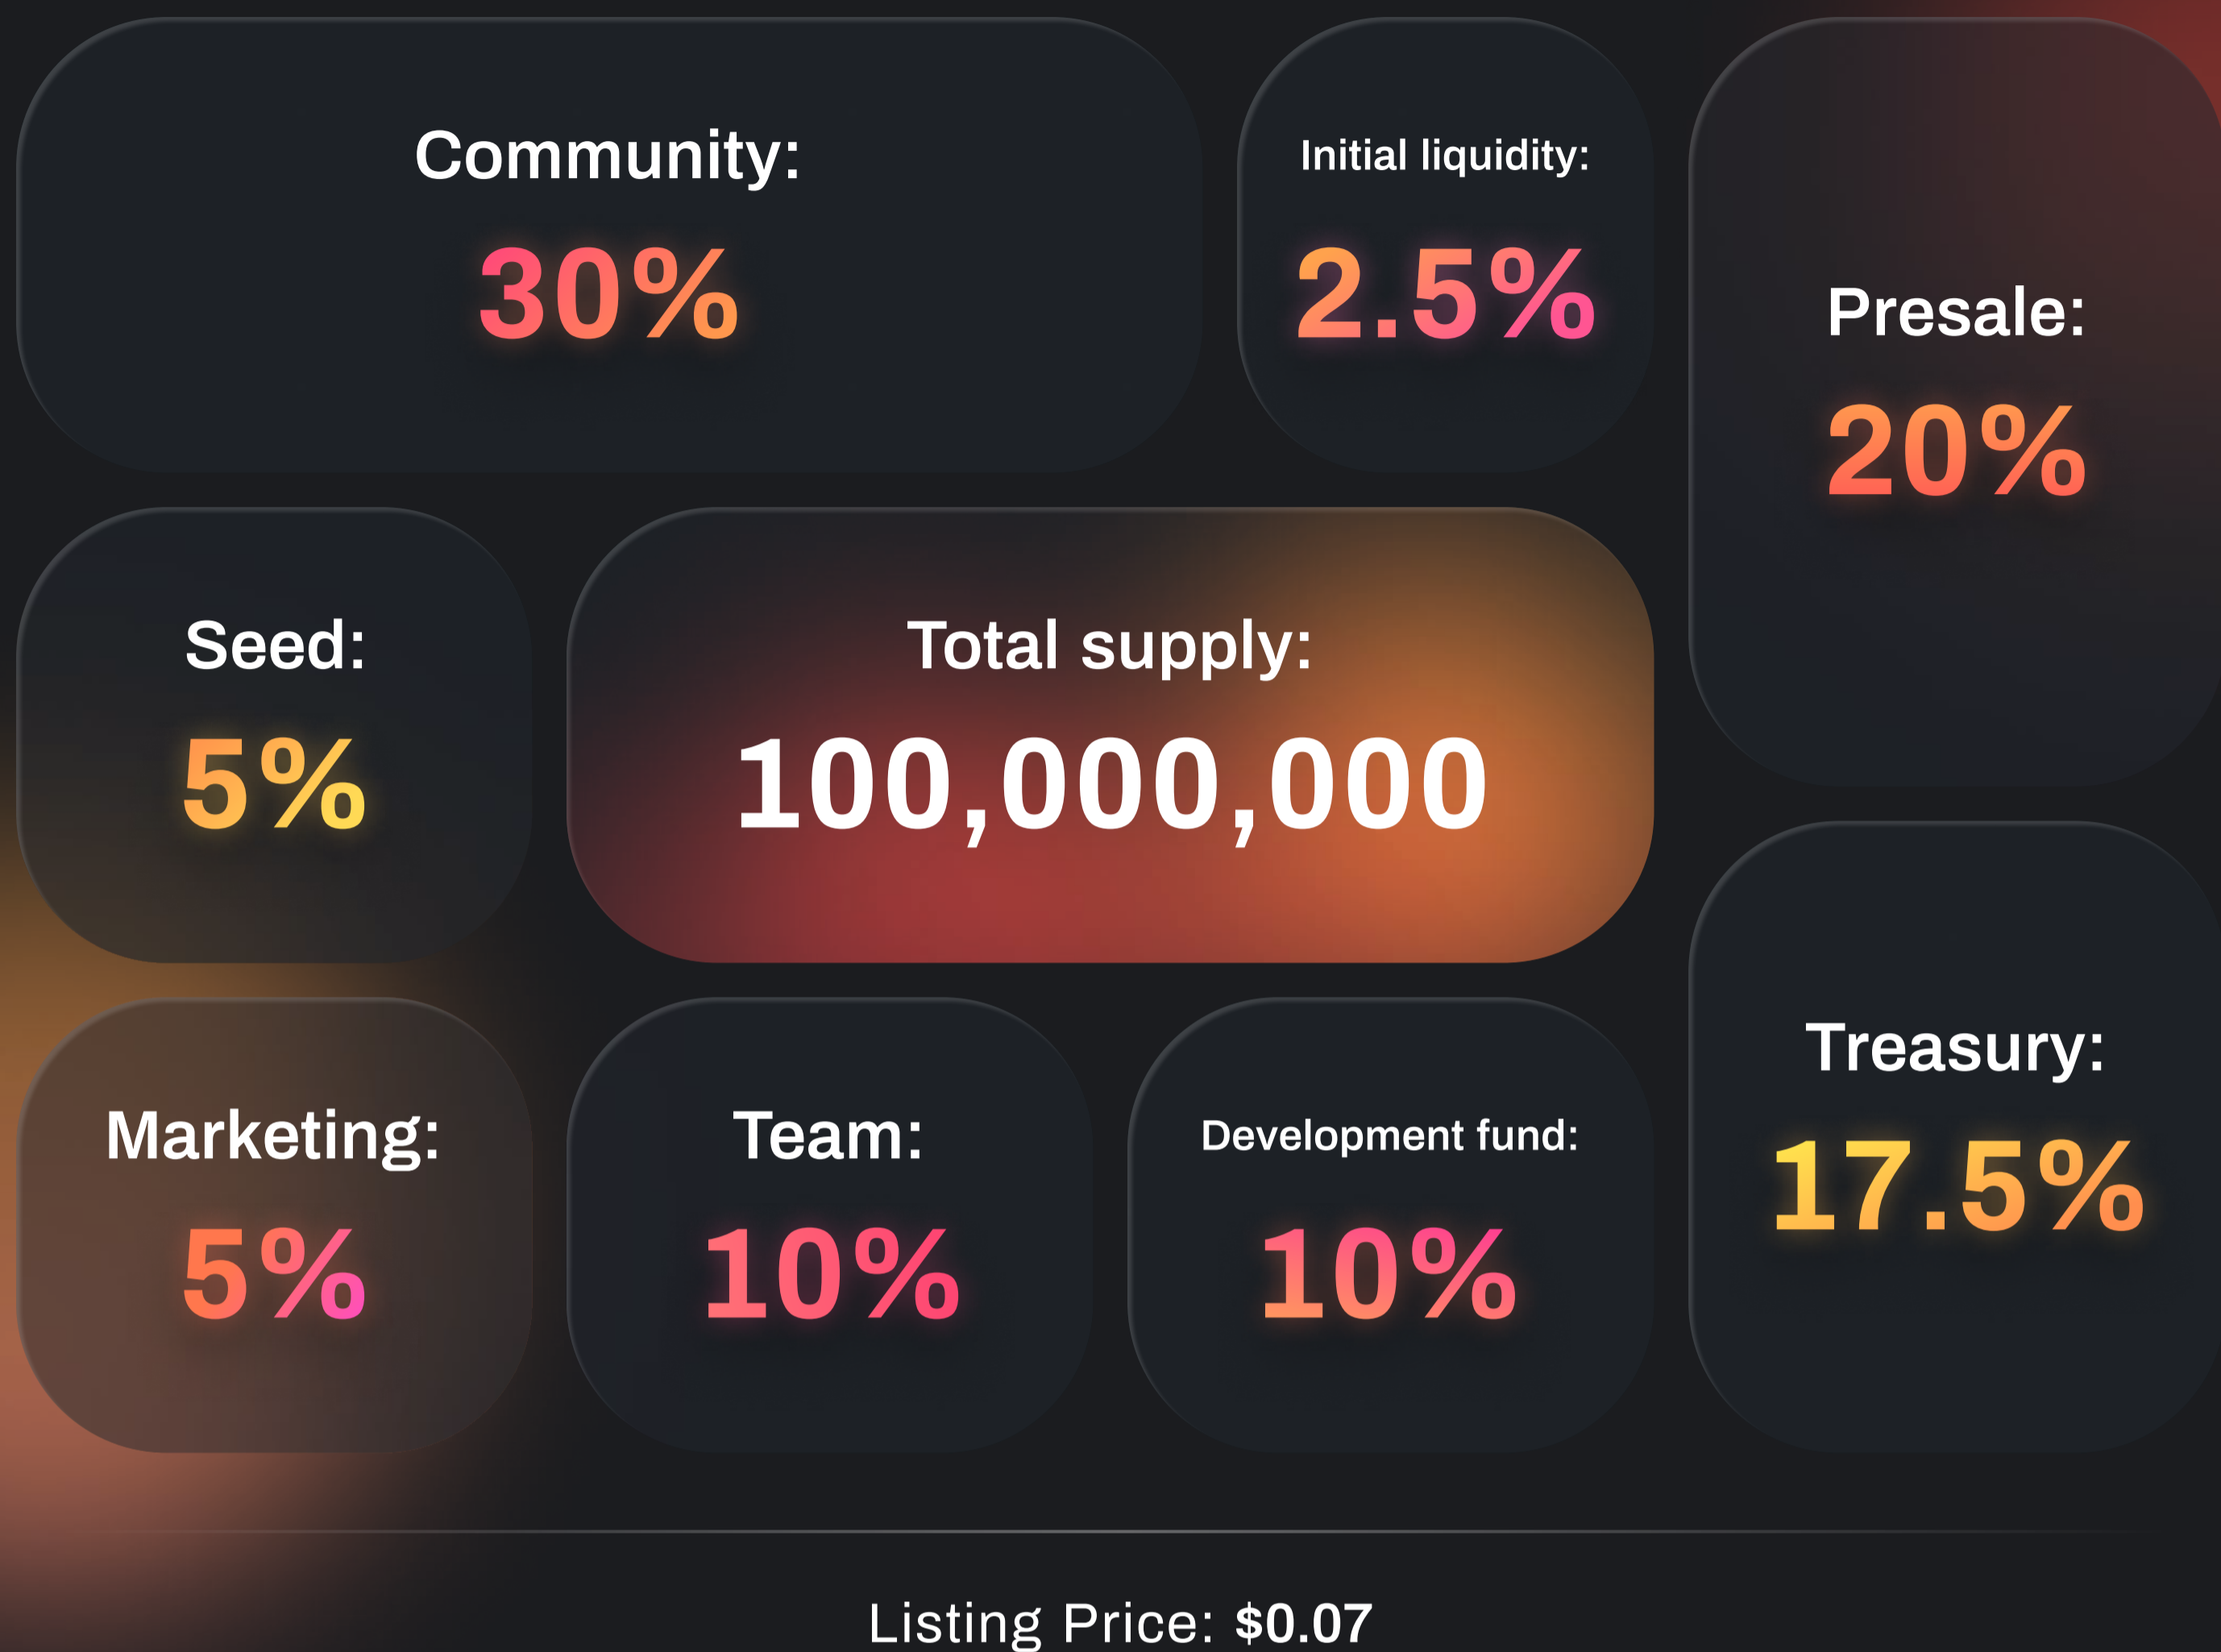 Community:
30%
Initial liquidity:
2.5%
Presale:
20%
Seed:
5%
Total supply:
100,000,000
Treasury:
17.5%
Marketing:
5%
Team:
10%
Development fund:
10%
Listing Price: $0.07